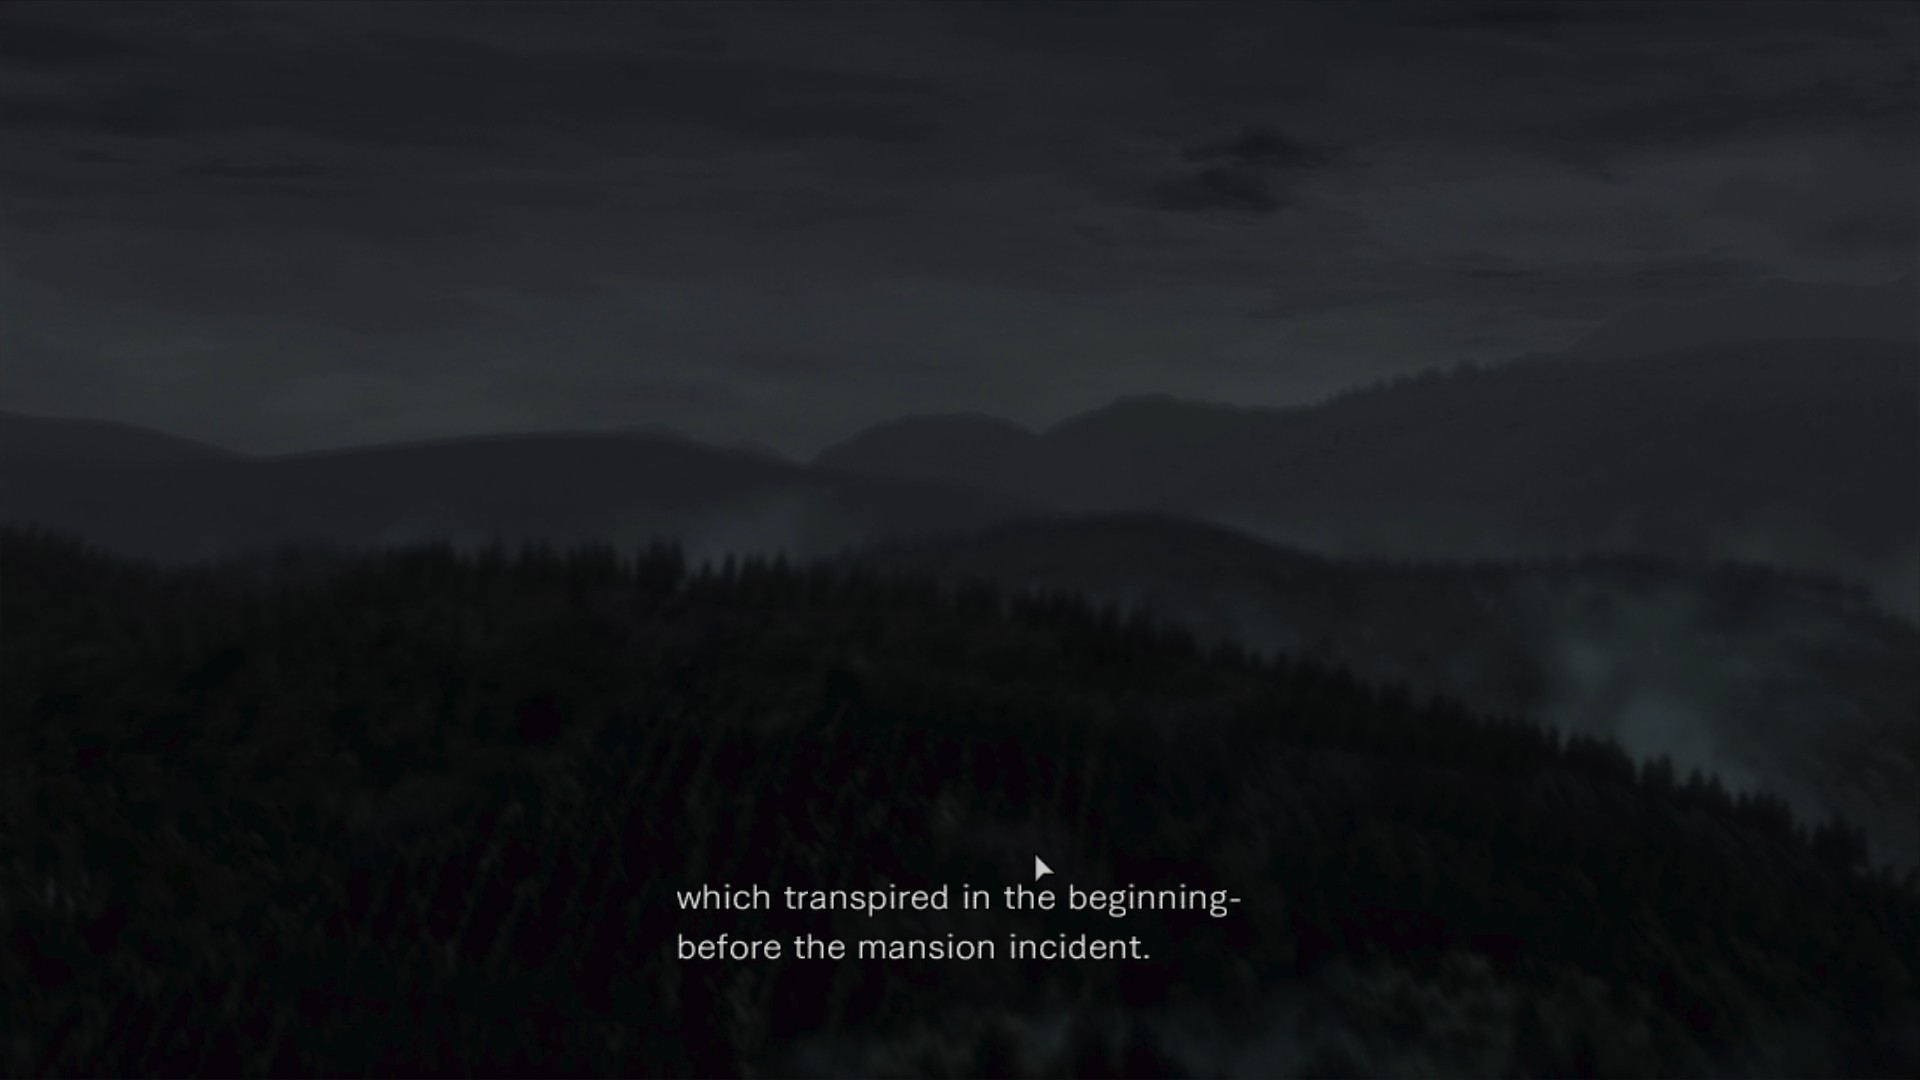 which transpired in the beginning-
before the mansion incident.